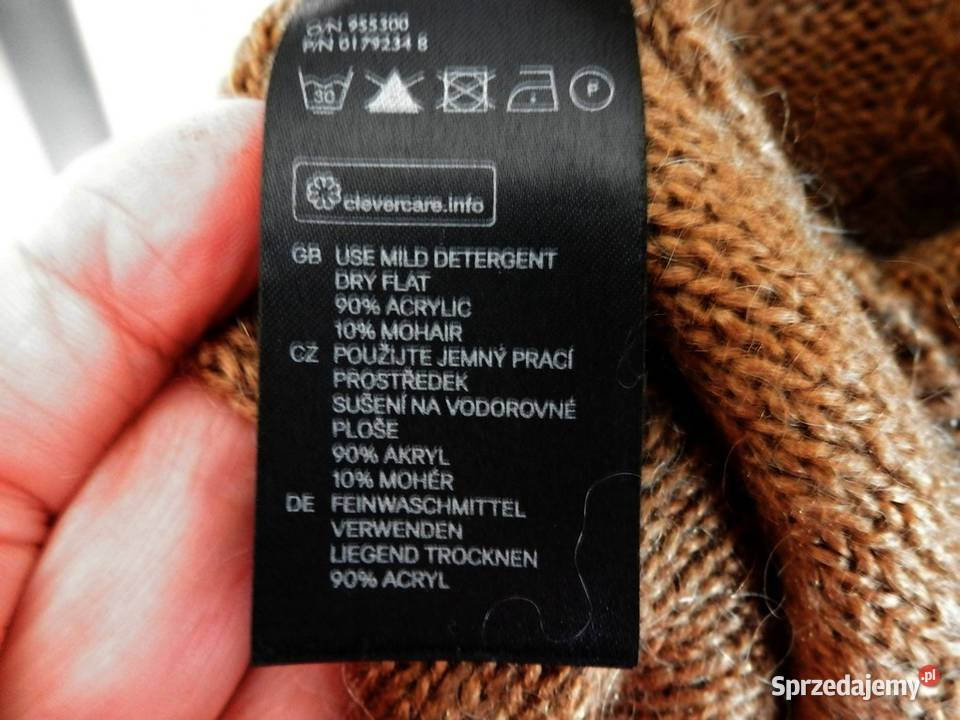 O/N 955300
P/N 0179234 B
30 P
clevercare.info
GB USE MILD DETERGENT
DRY FLAT
90% ACRYLIC
10% MOHAIR
CZ POUŽIJTE JEMNÝ PRACÍ
PROSTŘEDEK
SUŠENÍ NA VODOROVNÉ
PLOŠE
90% AKRYL
10% MOHÉR
DE FEINWASCHMITTEL
VERWENDEN
LIEGEND TROCKNEN
90% ACRYL
Sprzedajemy.pl